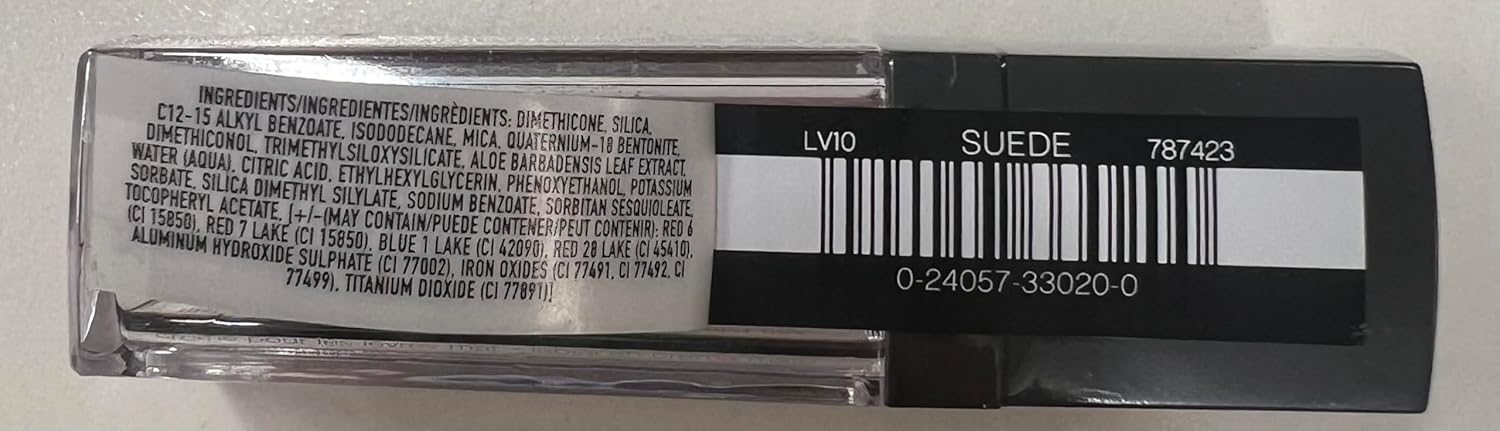 INGREDIENTS/INGREDIENTES/INGRÈDIENTS: DIMETHICONE, SILICA,
C12-15 ALKYL BENZOATE, ISODODECANE, MICA, QUATERNIUM-18 BENTONITE,
DIMETHICONOL, TRIMETHYLSILOXYSILICATE, ALOE BARBADENSIS LEAF EXTRACT,
WATER (AQUA), CITRIC ACID, ETHYLHEXYLGLYCERIN, PHENOXYETHANOL, POTASSIUM
SORBATE, SILICA DIMETHYL SILYLATE, SODIUM BENZOATE, SORBITAN SESQUIOLEATE,
TOCOPHERYL ACETATE, [+/-(MAY CONTAIN/PUEDE CONTENER/PEUT CONTENIR): RED 6
(CI 15850), RED 7 LAKE (CI 15850), BLUE 1 LAKE (CI 42090), RED 28 LAKE (CI 45410),
ALUMINUM HYDROXIDE SULPHATE (CI 77002), IRON OXIDES (CI 77491, CI 77492, CI
77499), TITANIUM DIOXIDE (CI 77891)]
LV10 SUEDE 787423
0-24057-33020-0